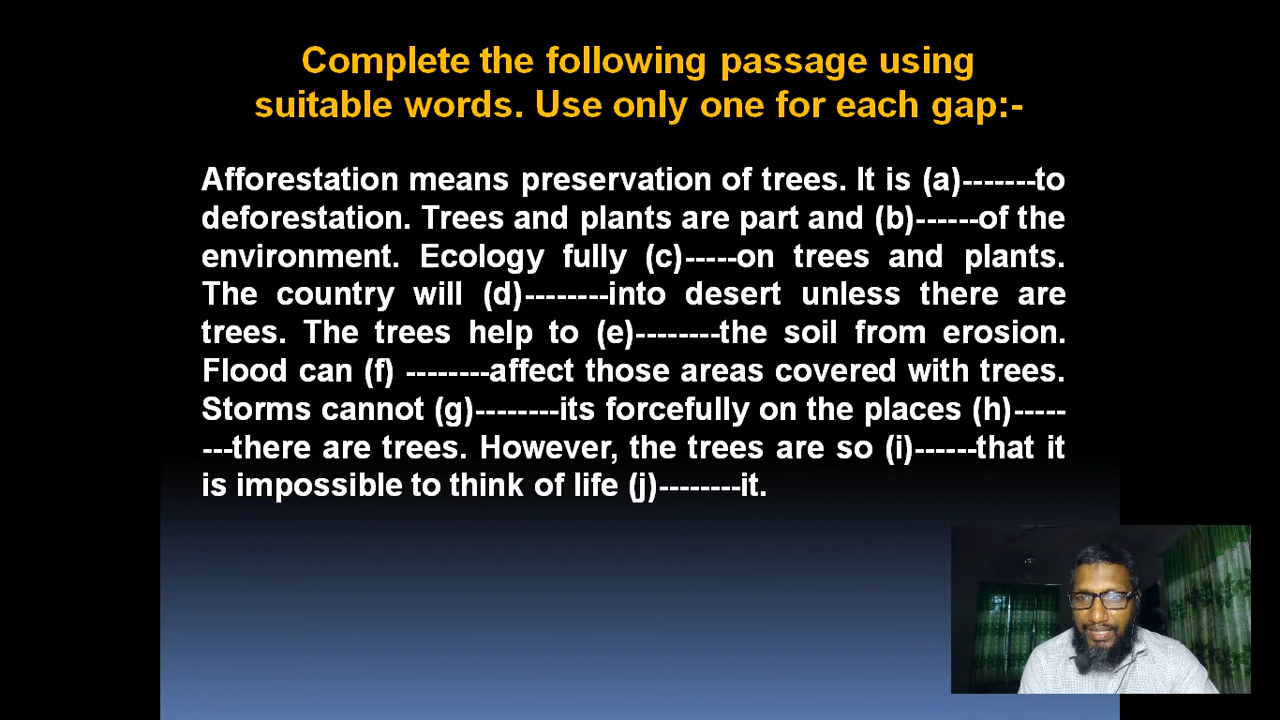 Complete the following passage using
suitable words. Use only one for each gap:-
Afforestation means preservation of trees. It is (a)-------to
deforestation. Trees and plants are part and (b)------of the
environment. Ecology fully (c)-----on trees and plants.
The country will (d)--------into desert unless there are
trees. The trees help to (e)--------the soil from erosion.
Flood can (f) --------affect those areas covered with trees.
Storms cannot (g)--------its forcefully on the places (h)-----
---there are trees. However, the trees are so (i)------that it
is impossible to think of life (j)--------it.